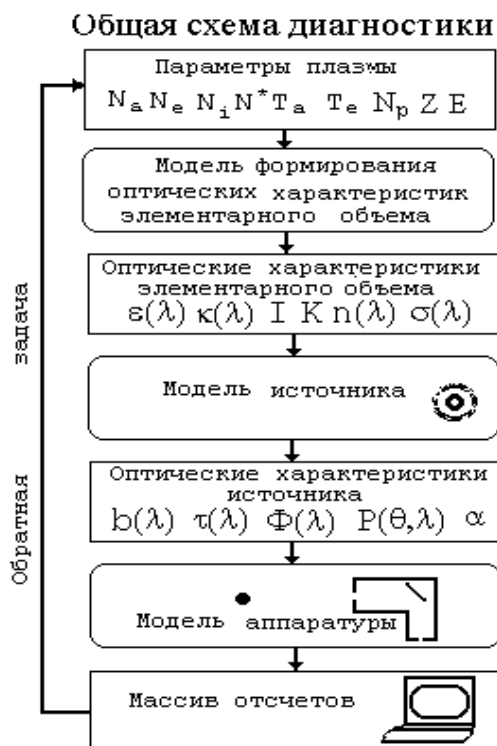 Общая схема диагностики
Параметры плазмы
Nₐ Nₑ Nᵢ N* Tₐ Tₑ Nₚ Z E
Модель формирования
оптических характеристик
элементарного объема
Оптические характеристики
элементарного объема
ε(λ) κ(λ) I K n(λ) σ(λ)
Модель источника
Оптические характеристики
источника
b(λ) τ(λ) Φ(λ) P(θ,λ) α
Модель аппаратуры
Массив отсчетов
Обратная задача